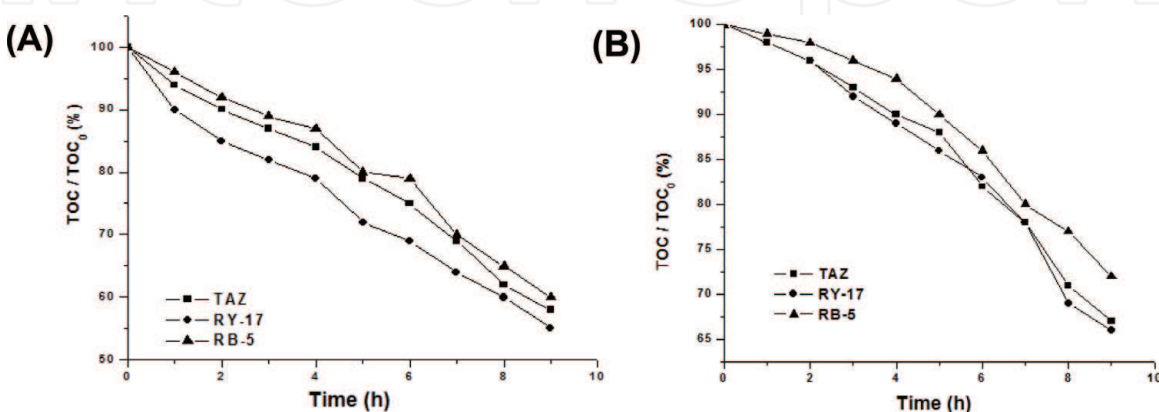 (A)
TOC / TOC₀ (%)
100
90
80
70
60
50
TAZ
RY-17
RB-5
0 2 4 6 8 10
Time (h)
(B)
TOC / TOC₀ (%)
100
95
90
85
80
75
70
65
TAZ
RY-17
RB-5
0 2 4 6 8 10
Time (h)